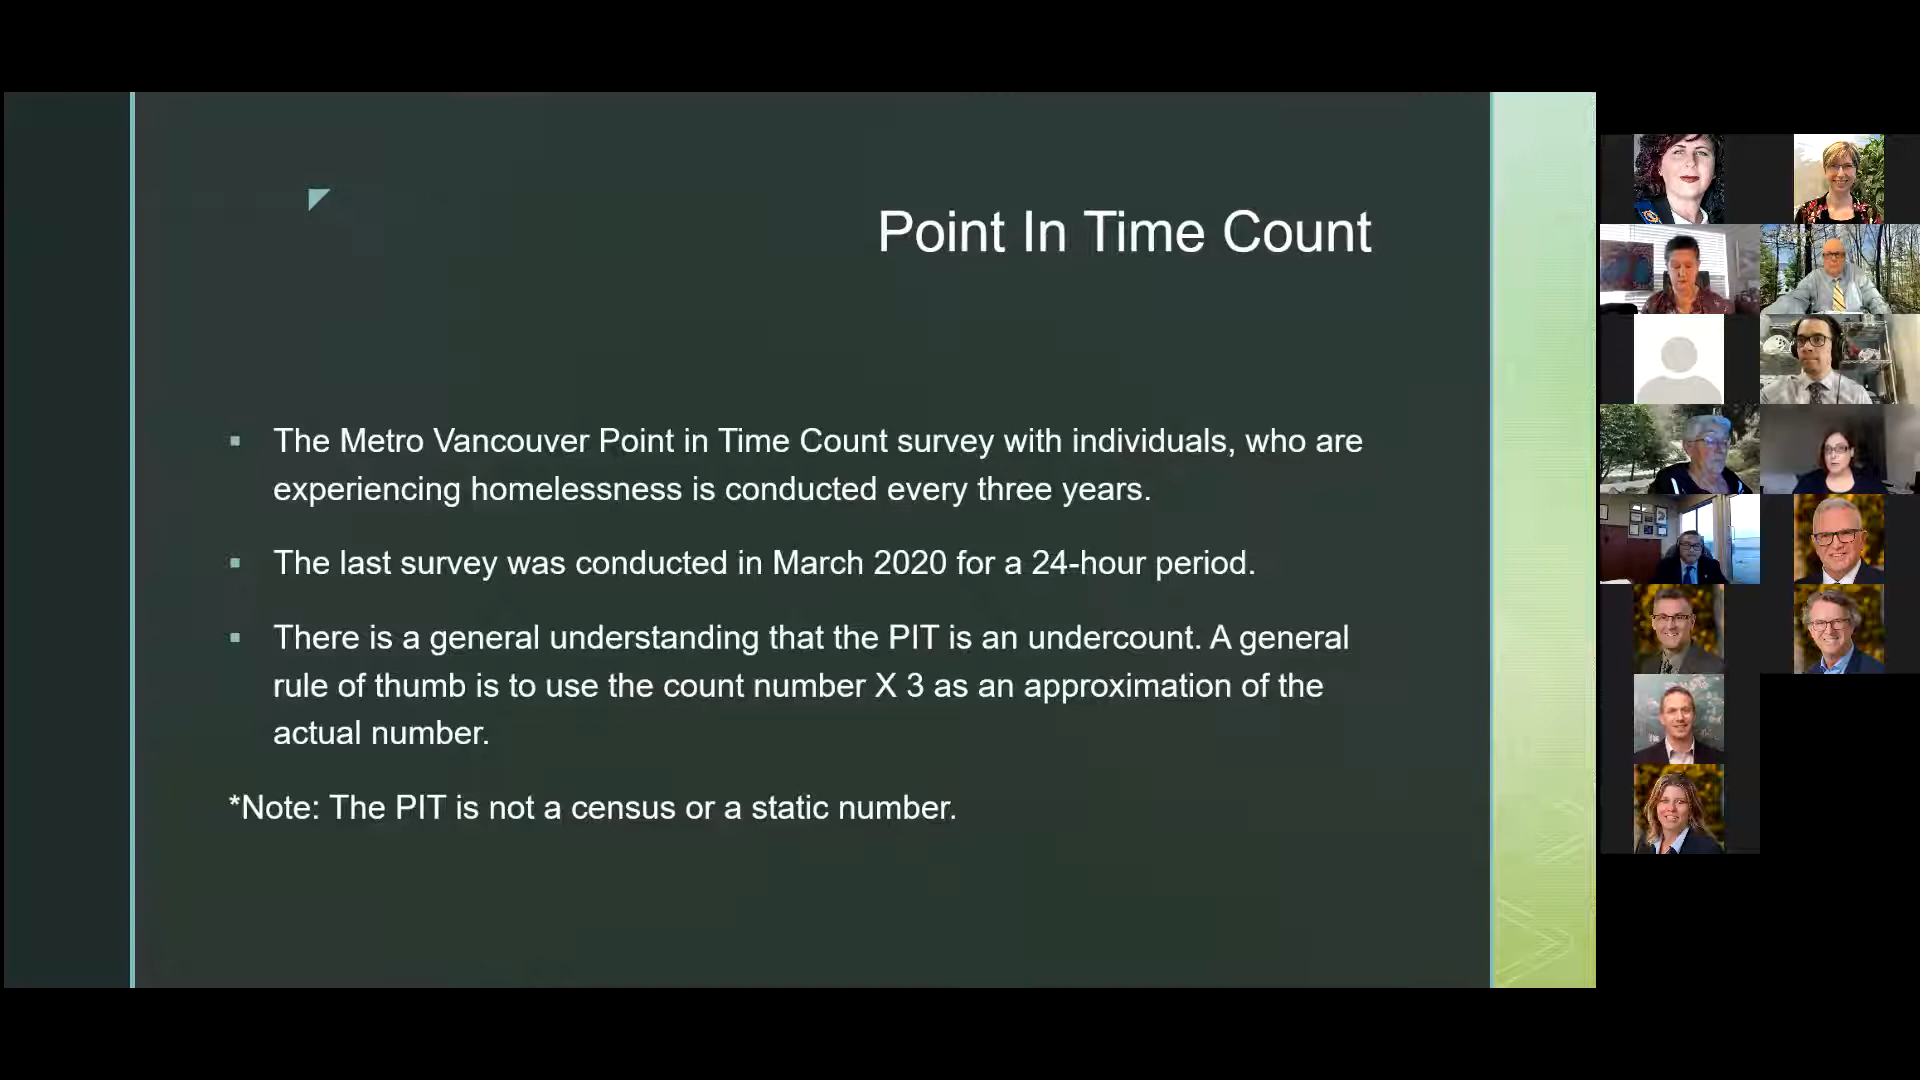 Point In Time Count
▪ The Metro Vancouver Point in Time Count survey with individuals, who are
experiencing homelessness is conducted every three years.
▪ The last survey was conducted in March 2020 for a 24-hour period.
▪ There is a general understanding that the PIT is an undercount. A general
rule of thumb is to use the count number X 3 as an approximation of the
actual number.
*Note: The PIT is not a census or a static number.